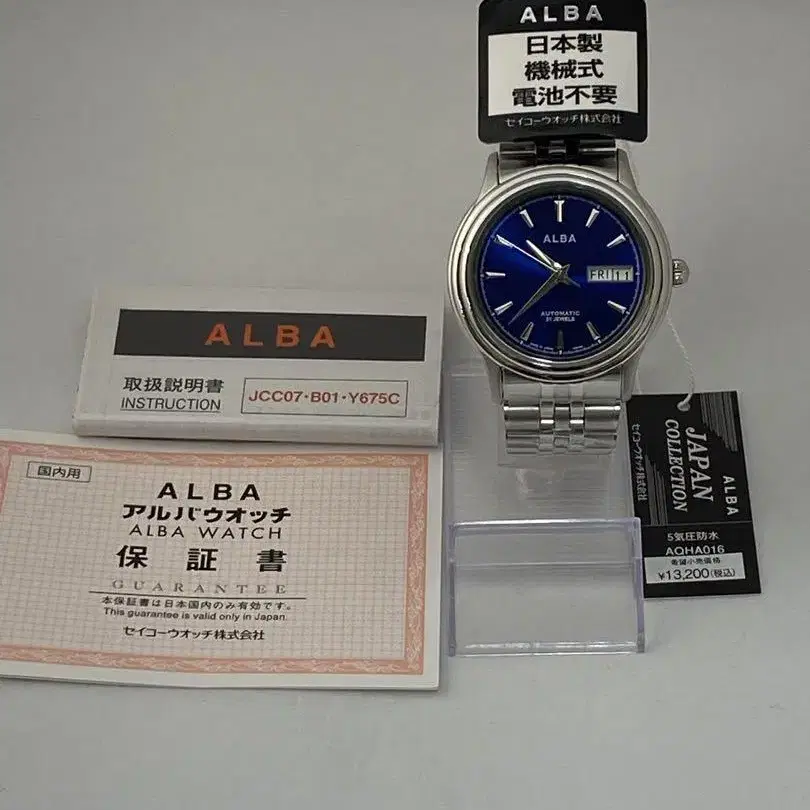 ALBA
日本製
機械式
電池不要
セイコーウオッチ株式会社
ALBA
FRI 11
AUTOMATIC
21 JEWELS
ALBA
取扱説明書
INSTRUCTION
JCC07・B01・Y675C
国内用
ALBA
アルバウオッチ
ALBA WATCH
保証書
GUARANTEE
本保証書は日本国内のみ有効です。
This guarantee is valid only in Japan.
セイコーウオッチ株式会社
ALBA
JAPAN
COLLECTION
セイコーウオッチ株式会社
5気圧防水
AQHA016
希望小売価格
¥13,200(税込)